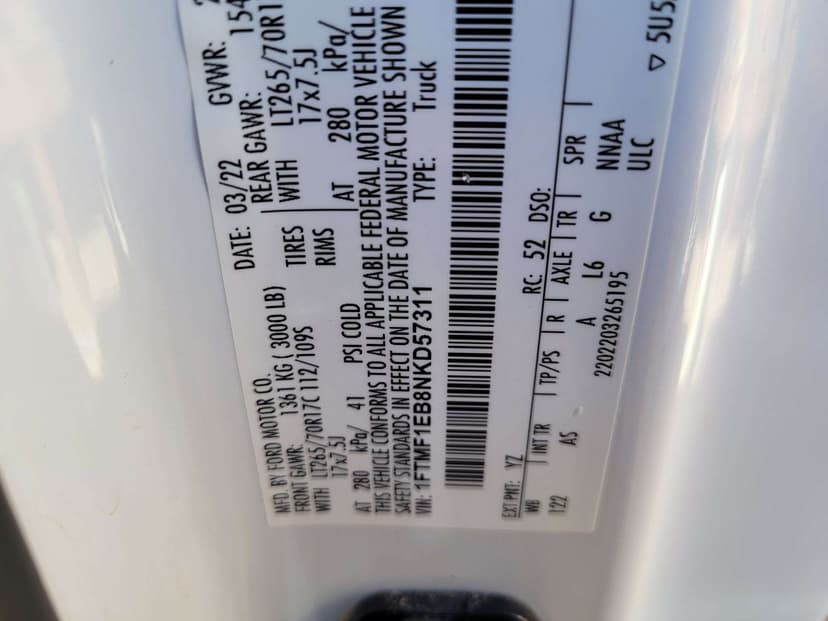 MFD. BY FORD MOTOR CO.
DATE: 03/22 GVWR:
FRONT GAWR: 1361 KG ( 3000 LB) REAR GAWR: 154
WITH LT265/70R17C 112/109S TIRES WITH LT265/70R1
17x7.5J RIMS 17x7.5J
AT 280 kPa/ 41 PSI COLD AT 280 kPa/
THIS VEHICLE CONFORMS TO ALL APPLICABLE FEDERAL MOTOR VEHICLE
SAFETY STANDARDS IN EFFECT ON THE DATE OF MANUFACTURE SHOWN
VIN: 1FTMF1EB8NKD57311 TYPE: Truck
EXT PNT: YZ RC: 52 DSO:
WB INT TR TP/PS R AXLE TR SPR
122 AS A L6 G NNAA
2202203265195 ULC
▽ 5U5